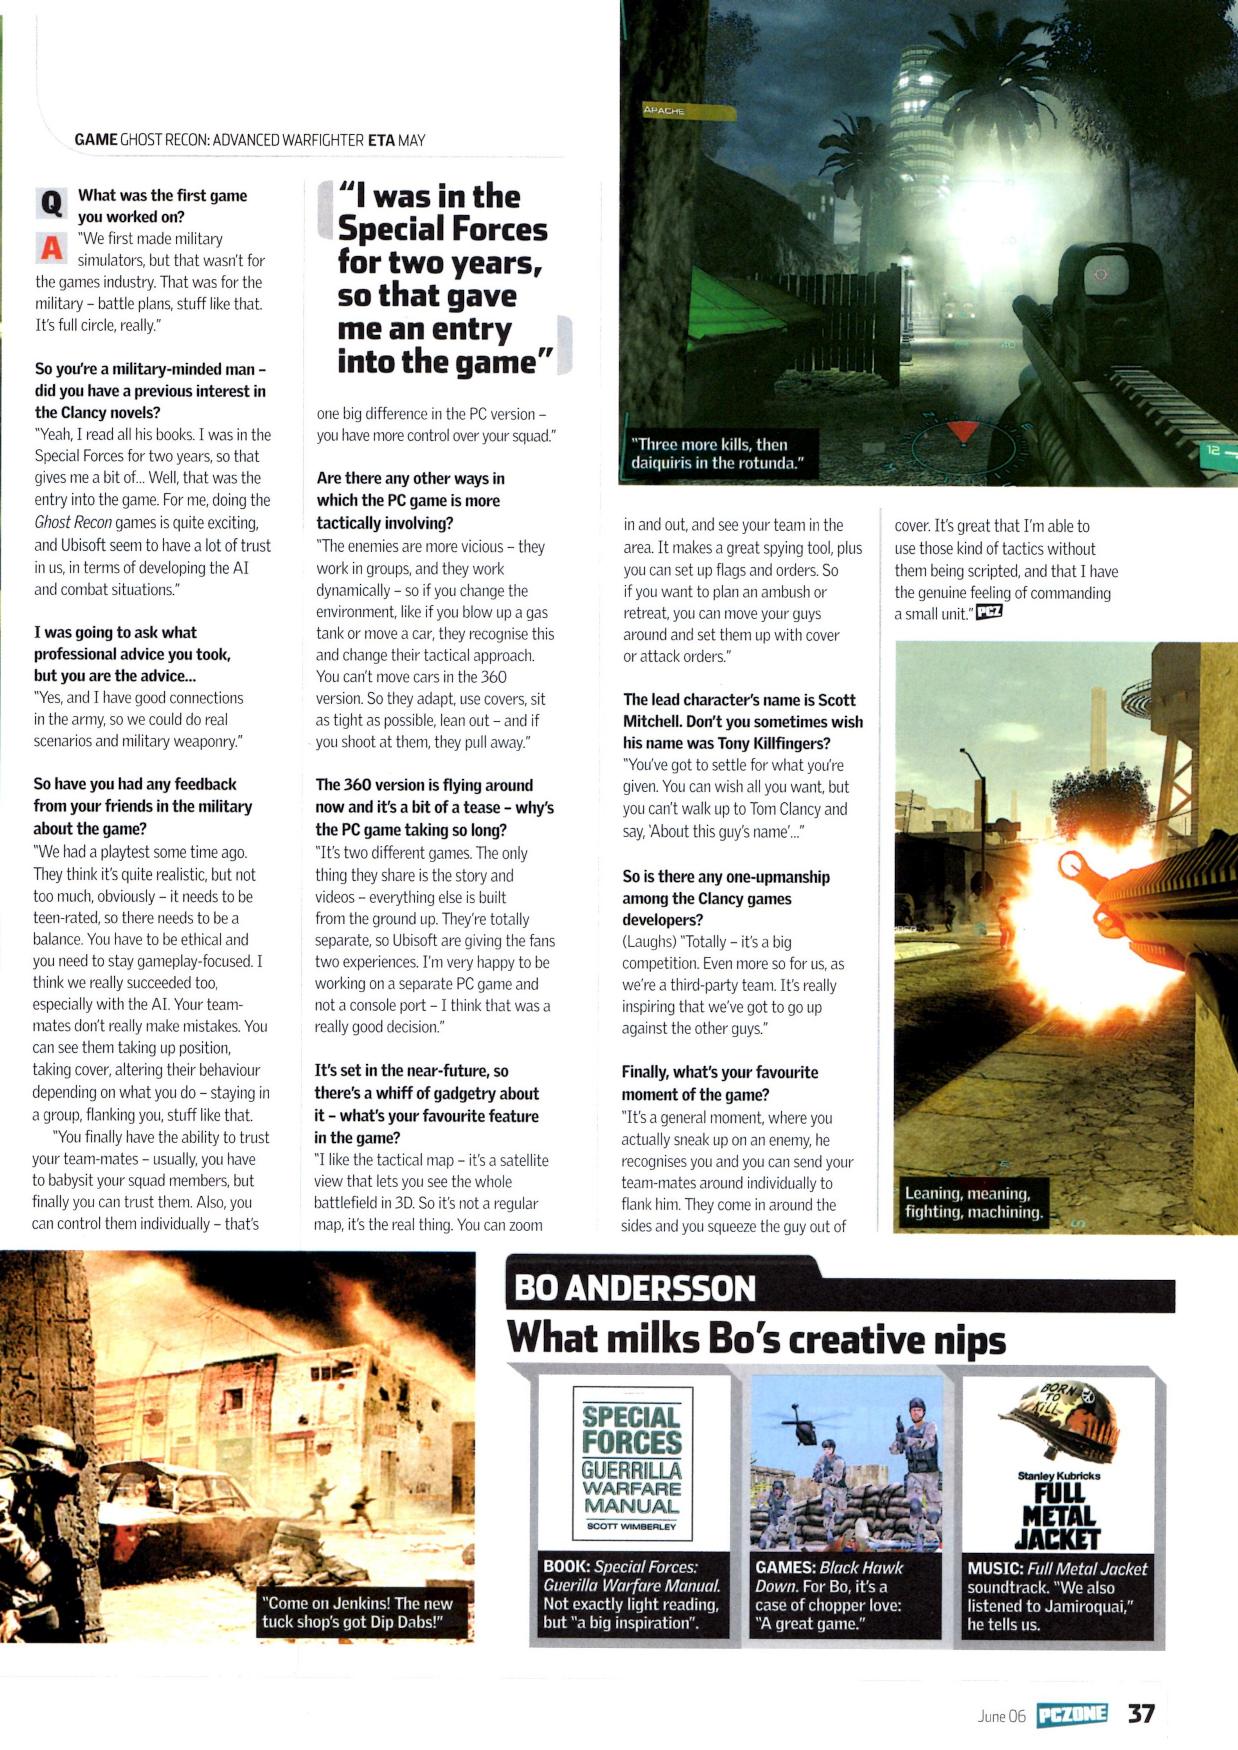 GAME GHOST RECON: ADVANCED WARFIGHTER ETA MAY
Q What was the first game
you worked on?
A "We first made military
simulators, but that wasn't for
the games industry. That was for the
military – battle plans, stuff like that.
It's full circle, really."
So you're a military-minded man –
did you have a previous interest in
the Clancy novels?
"Yeah, I read all his books. I was in the
Special Forces for two years, so that
gives me a bit of... Well, that was the
entry into the game. For me, doing the
Ghost Recon games is quite exciting,
and Ubisoft seem to have a lot of trust
in us, in terms of developing the AI
and combat situations."
I was going to ask what
professional advice you took,
but you are the advice...
"Yes, and I have good connections
in the army, so we could do real
scenarios and military weaponry."
So have you had any feedback
from your friends in the military
about the game?
"We had a playtest some time ago.
They think it's quite realistic, but not
too much, obviously – it needs to be
teen-rated, so there needs to be a
balance. You have to be ethical and
you need to stay gameplay-focused. I
think we really succeeded too,
especially with the AI. Your team-
mates don't really make mistakes. You
can see them taking up position,
taking cover, altering their behaviour
depending on what you do – staying in
a group, flanking you, stuff like that.
"You finally have the ability to trust
your team-mates – usually, you have
to babysit your squad members, but
finally you can trust them. Also, you
can control them individually – that's
"I was in the
Special Forces
for two years,
so that gave
me an entry
into the game"
one big difference in the PC version –
you have more control over your squad."
Are there any other ways in
which the PC game is more
tactically involving?
"The enemies are more vicious – they
work in groups, and they work
dynamically – so if you change the
environment, like if you blow up a gas
tank or move a car, they recognise this
and change their tactical approach.
You can't move cars in the 360
version. So they adapt, use covers, sit
as tight as possible, lean out – and if
you shoot at them, they pull away."
The 360 version is flying around
now and it's a bit of a tease – why's
the PC game taking so long?
"It's two different games. The only
thing they share is the story and
videos – everything else is built
from the ground up. They're totally
separate, so Ubisoft are giving the fans
two experiences. I'm very happy to be
working on a separate PC game and
not a console port – I think that was a
really good decision."
It's set in the near-future, so
there's a whiff of gadgetry about
it – what's your favourite feature
in the game?
"I like the tactical map – it's a satellite
view that lets you see the whole
battlefield in 3D. So it's not a regular
map, it's the real thing. You can zoom
APACHE
12
"Three more kills, then
daiquiris in the rotunda."
in and out, and see your team in the
area. It makes a great spying tool, plus
you can set up flags and orders. So
if you want to plan an ambush or
retreat, you can move your guys
around and set them up with cover
or attack orders."
The lead character's name is Scott
Mitchell. Don't you sometimes wish
his name was Tony Killfingers?
"You've got to settle for what you're
given. You can wish all you want, but
you can't walk up to Tom Clancy and
say, 'About this guy's name'..."
So is there any one-upmanship
among the Clancy games
developers?
(Laughs) "Totally – it's a big
competition. Even more so for us, as
we're a third-party team. It's really
inspiring that we've got to go up
against the other guys."
Finally, what's your favourite
moment of the game?
"It's a general moment, where you
actually sneak up on an enemy, he
recognises you and you can send your
team-mates around individually to
flank him. They come in around the
sides and you squeeze the guy out of
cover. It's great that I'm able to
use those kind of tactics without
them being scripted, and that I have
the genuine feeling of commanding
a small unit." PCZ
Leaning, meaning,
fighting, machining.
"Come on Jenkins! The new
tuck shop's got Dip Dabs!"
BO ANDERSSON
What milks Bo's creative nips
SPECIAL
FORCES
GUERRILLA
WARFARE
MANUAL
SCOTT WIMBERLEY
BOOK: Special Forces:
Guerilla Warfare Manual.
Not exactly light reading,
but "a big inspiration".
GAMES: Black Hawk
Down. For Bo, it's a
case of chopper love:
"A great game."
BORN
TO
KILL
Stanley Kubricks
FULL
METAL
JACKET
MUSIC: Full Metal Jacket
soundtrack. "We also
listened to Jamiroquai,"
he tells us.
June 06 PCZONE 37